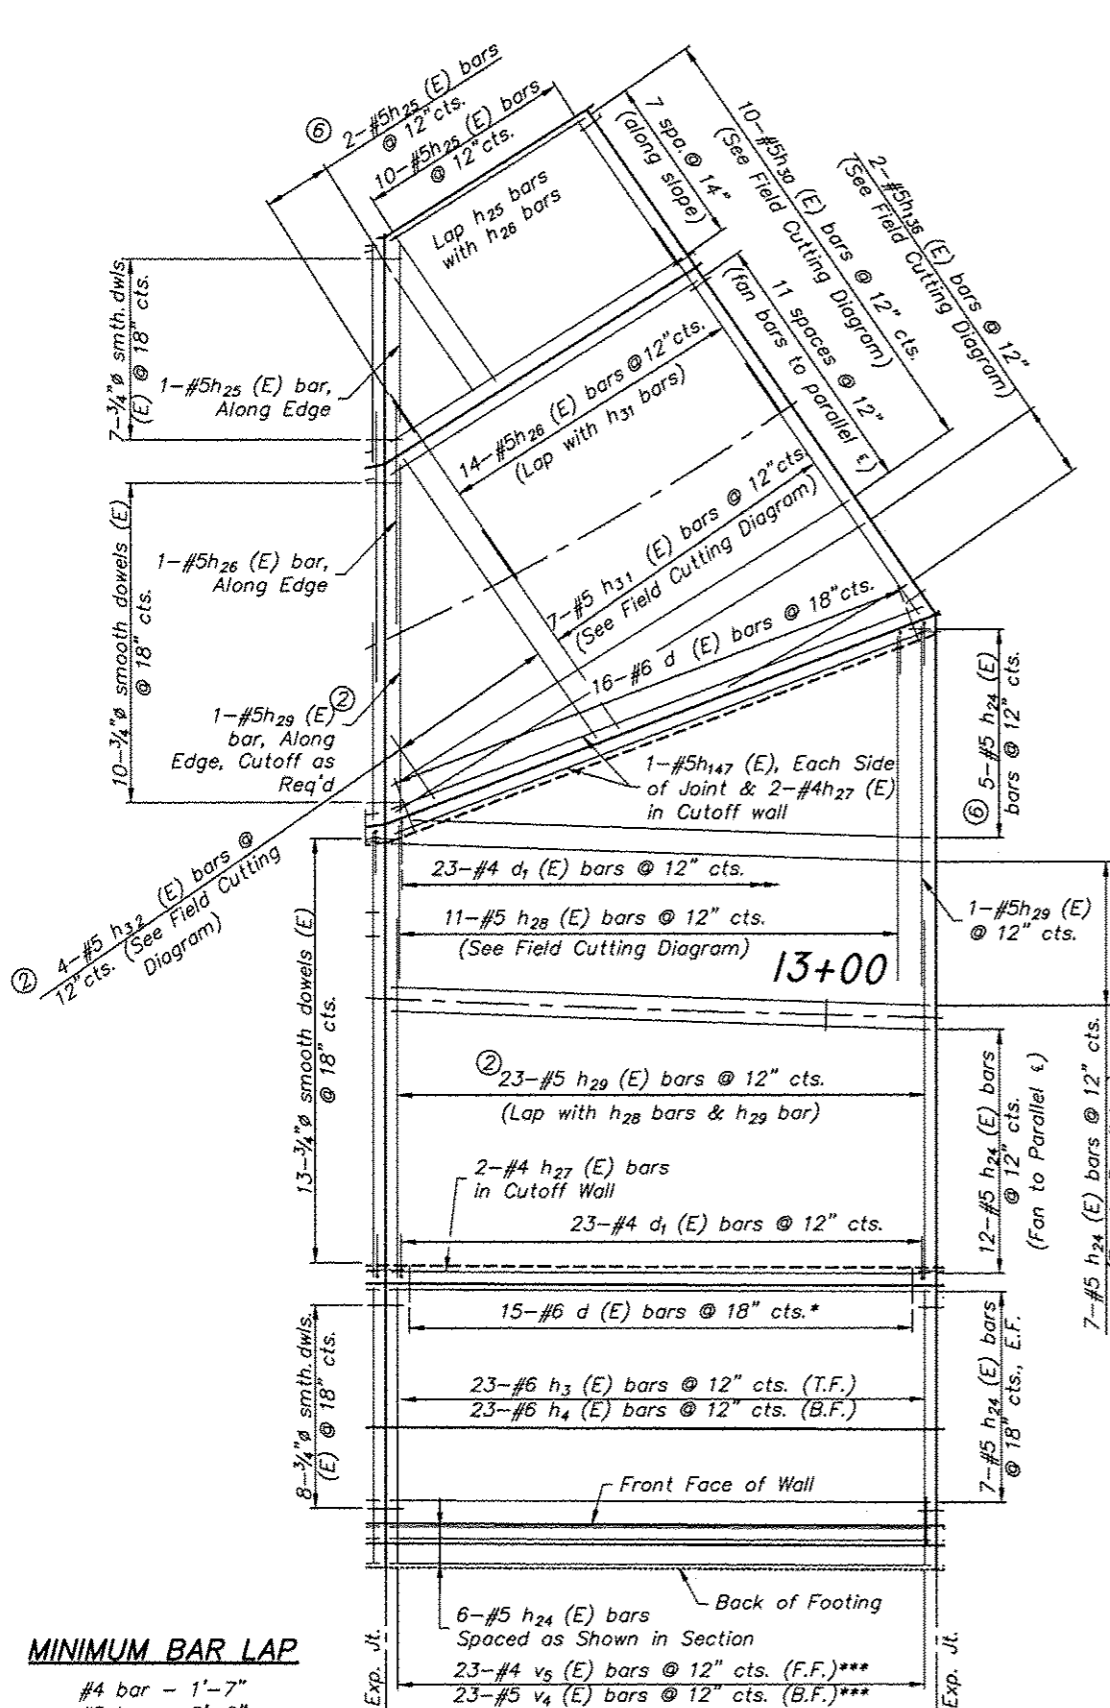 ⑥ 2-#5h25 (E) bars
@ 12"cts.
10-#5h25 (E) bars
@ 12"cts.
Lap h25 bars
with h26 bars
7 spa.@ 14"
(along slope)
10-#5h30 (E) bars @ 12" cts.
(See Field Cutting Diagram)
2-#5h136 (E) bars @ 12"
(See Field Cutting Diagram)
11 spaces @ 12"
(fan bars to parallel ℄)
7-3/4"ø smth. dwls.
(E) @ 18" cts.
1-#5h25 (E) bar,
Along Edge
14-#5h26 (E) bars @12"cts.
(Lap with h31 bars)
10-3/4"ø smooth dowels (E)
@ 18" cts.
1-#5h26 (E) bar,
Along Edge
7-#5 h31 (E) bars @ 12"cts.
(See Field Cutting Diagram)
16-#6 d (E) bars @ 18"cts.
1-#5h29 (E) ②
bar, Along
Edge, Cutoff as
Req'd
1-#5h147 (E), Each Side
of Joint & 2-#4h27 (E)
in Cutoff wall
⑥ 5-#5 h24 (E)
bars @ 12" cts.
② 4-#5 h32 (E) bars @
12"cts. (See Field Cutting
Diagram)
23-#4 d1 (E) bars @ 12" cts.
11-#5 h28 (E) bars @ 12" cts.
(See Field Cutting Diagram)
1-#5h29 (E)
@ 12" cts.
13+00
13-3/4"ø smooth dowels (E)
@ 18" cts.
② 23-#5 h29 (E) bars @ 12" cts.
(Lap with h28 bars & h29 bar)
12-#5 h24 (E) bars
@ 12" cts.
(Fan to Parallel ℄)
7-#5 h24 (E) bars @ 12" cts.
2-#4 h27 (E) bars
in Cutoff Wall
23-#4 d1 (E) bars @ 12" cts.
15-#6 d (E) bars @ 18" cts.*
8-3/4"ø smth. dwls.
(E) @ 18" cts.
23-#6 h3 (E) bars @ 12" cts. (T.F.)
23-#6 h4 (E) bars @ 12" cts. (B.F.)
7-#5 h24 (E) bars
@ 18" cts., E.F.
Front Face of Wall
Back of Footing
6-#5 h24 (E) bars
Spaced as Shown in Section
Exp. Jt.
23-#4 v5 (E) bars @ 12" cts. (F.F.)***
23-#5 v4 (E) bars @ 12" cts. (B.F.)***
Exp. Jt.
MINIMUM BAR LAP
#4 bar - 1'-7"